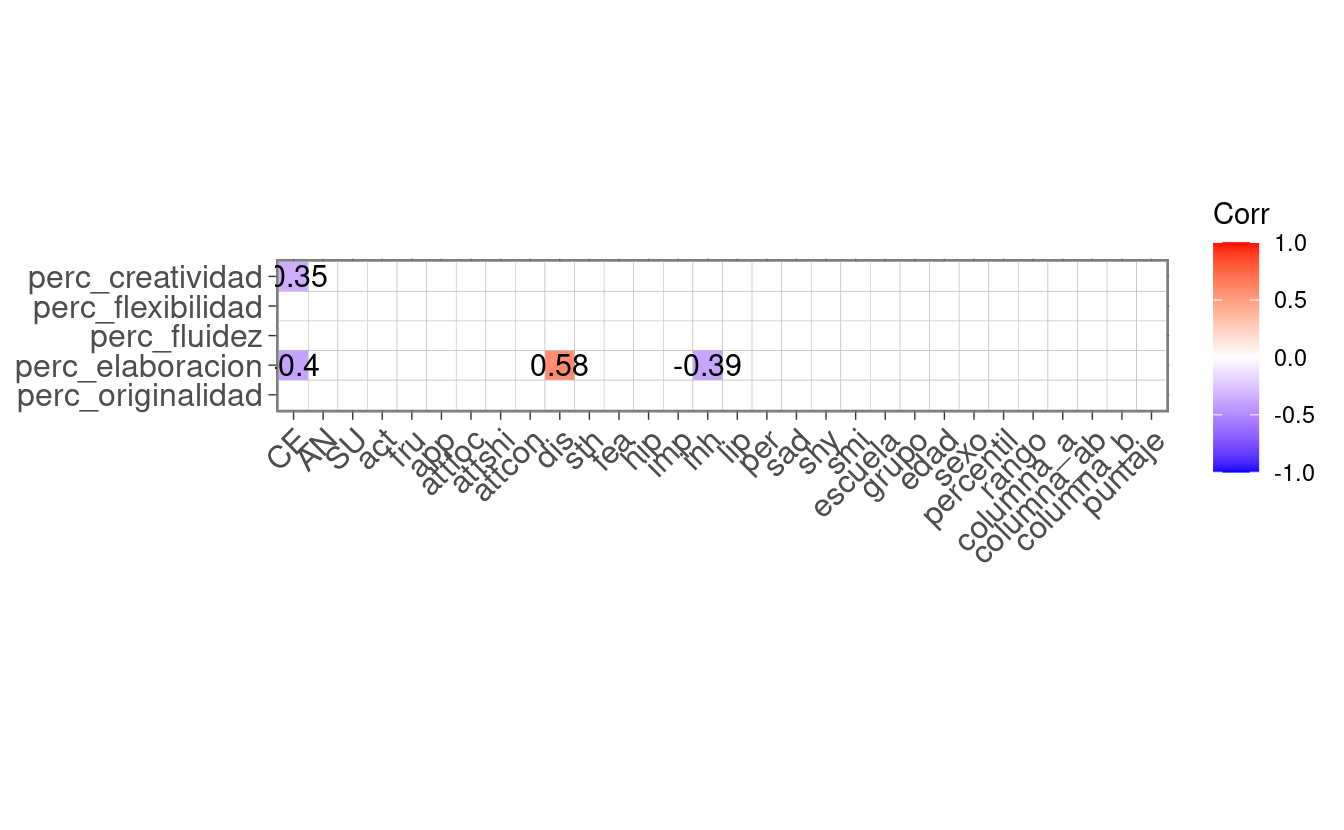 Corr
1.0
0.5
0.0
-0.5
-1.0
perc_creatividad
0.35
perc_flexibilidad
perc_fluidez
perc_elaboracion
-0.4
0.58
-0.39
perc_originalidad
CE
AN
SU
act
fru
app
attfoc
attshi
attcon
dis
sth
fea
hip
imp
inh
lip
per
sad
shy
smi
escuela
grupo
edad
sexo
percentil
rango
columna_a
columna_ab
columna_b
puntaje